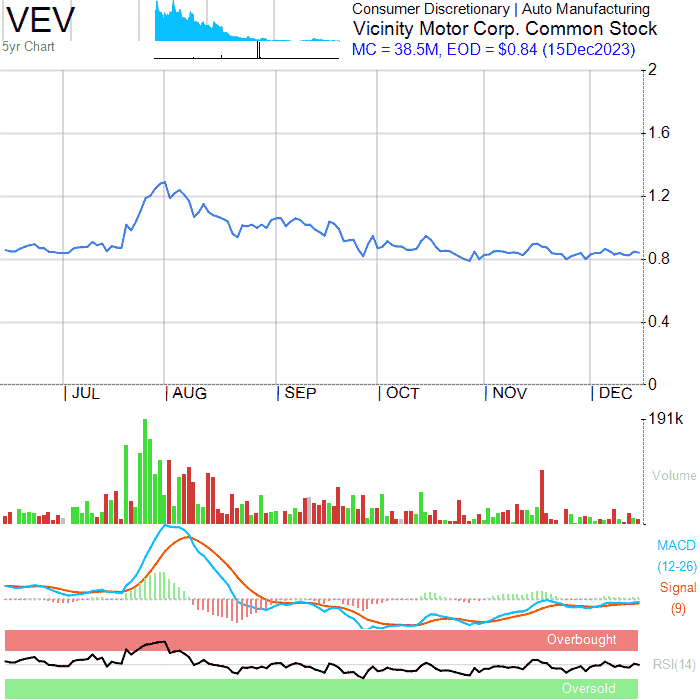 VEV
5yr Chart
Consumer Discretionary | Auto Manufacturing
Vicinity Motor Corp. Common Stock
MC = 38.5M, EOD = $0.84 (15Dec2023)
2
1.6
1.2
0.8
0.4
0
JUL AUG SEP OCT NOV DEC
191k
Volume
MACD
(12-26)
Signal
(9)
Overbought
RSI(14)
Oversold